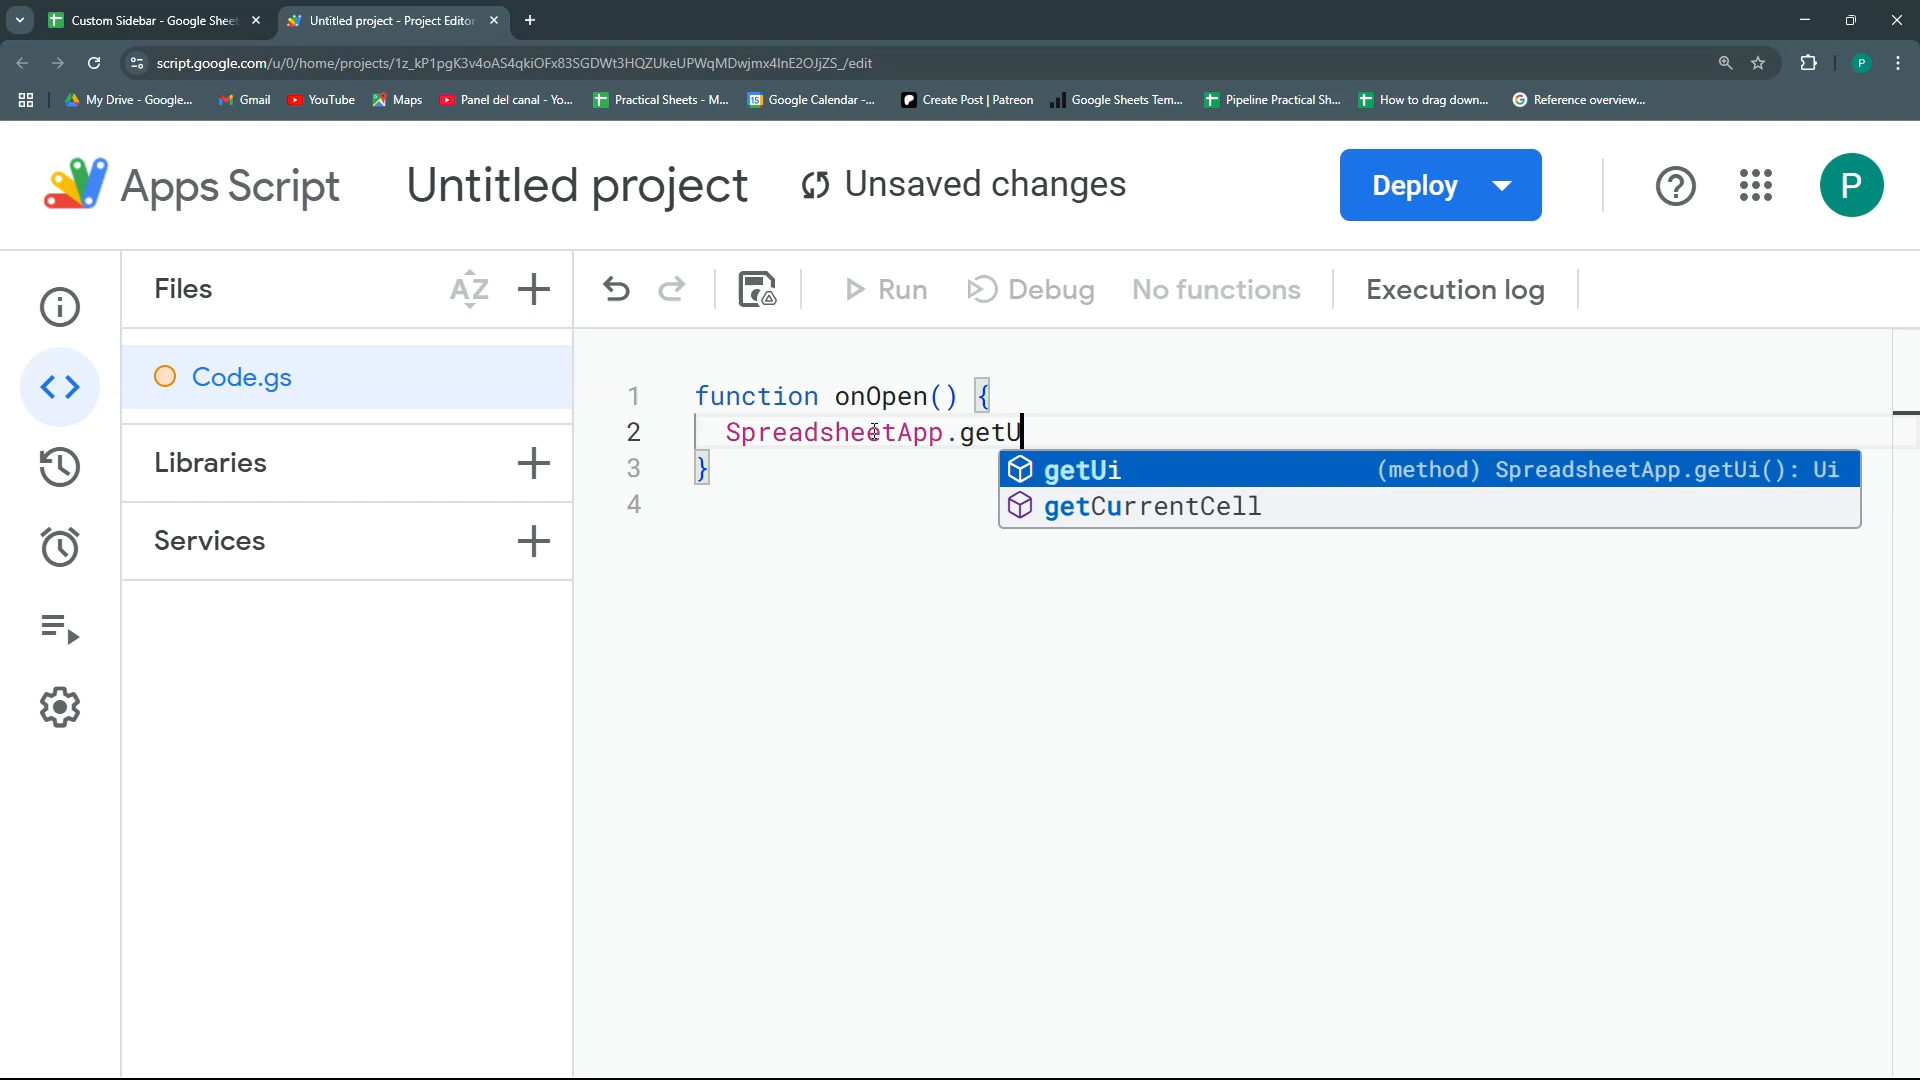 Custom Sidebar - Google Sheet
Untitled project - Project Editor
script.google.com/u/0/home/projects/1z_kP1pgK3v4oAS4qkiOFx83SGDWt3HQZUkeUPWqMDwjmx4lnE2OJjZS_/edit
P
My Drive - Google...
Gmail
YouTube
Maps
Panel del canal - Yo...
Practical Sheets - M...
Google Calendar -...
Create Post | Patreon
Google Sheets Tem...
Pipeline Practical Sh...
How to drag down...
Reference overview...
Apps Script
Untitled project
Unsaved changes
Deploy
P
Files
AZ
Run
Debug
No functions
Execution log
Code.gs
Libraries
Services
1 function onOpen() {
2 SpreadsheetApp.getU
3 }
4
getUi (method) SpreadsheetApp.getUi(): Ui
getCurrentCell